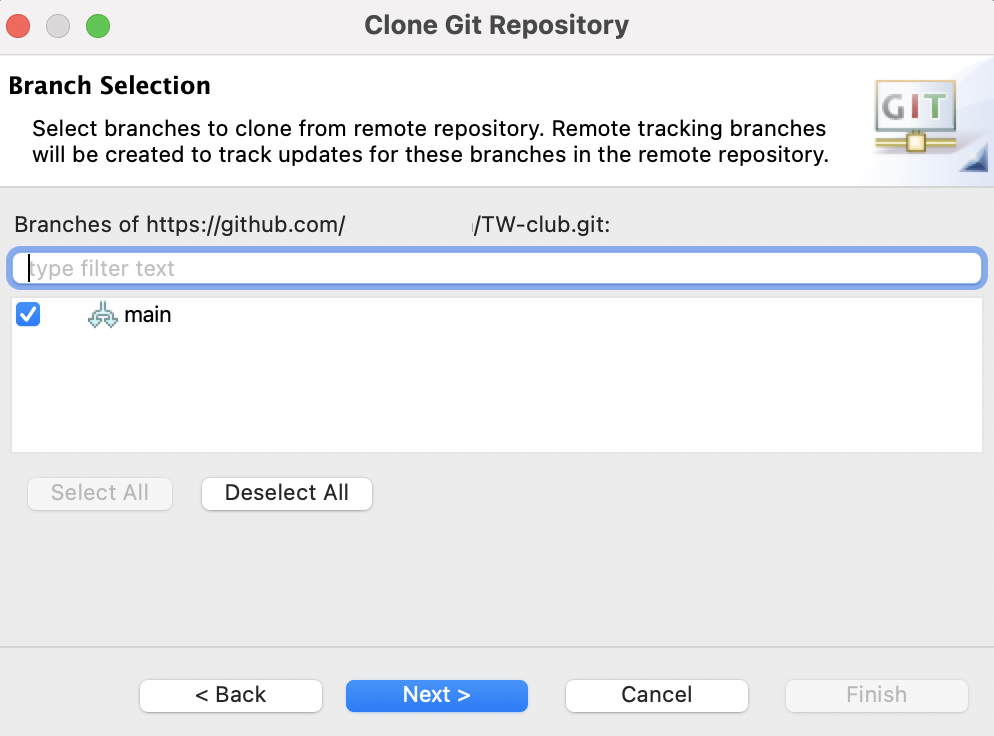 Clone Git Repository
Branch Selection
Select branches to clone from remote repository. Remote tracking branches
will be created to track updates for these branches in the remote repository.
GIT
Branches of https://github.com/ /TW-club.git:
type filter text
main
Select All
Deselect All
< Back
Next >
Cancel
Finish